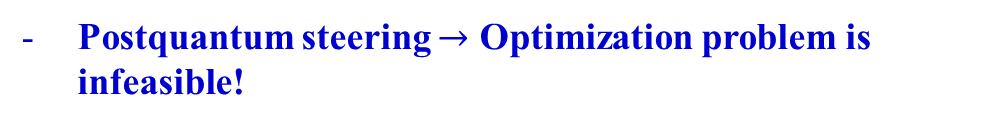 - Postquantum steering → Optimization problem is
infeasible!